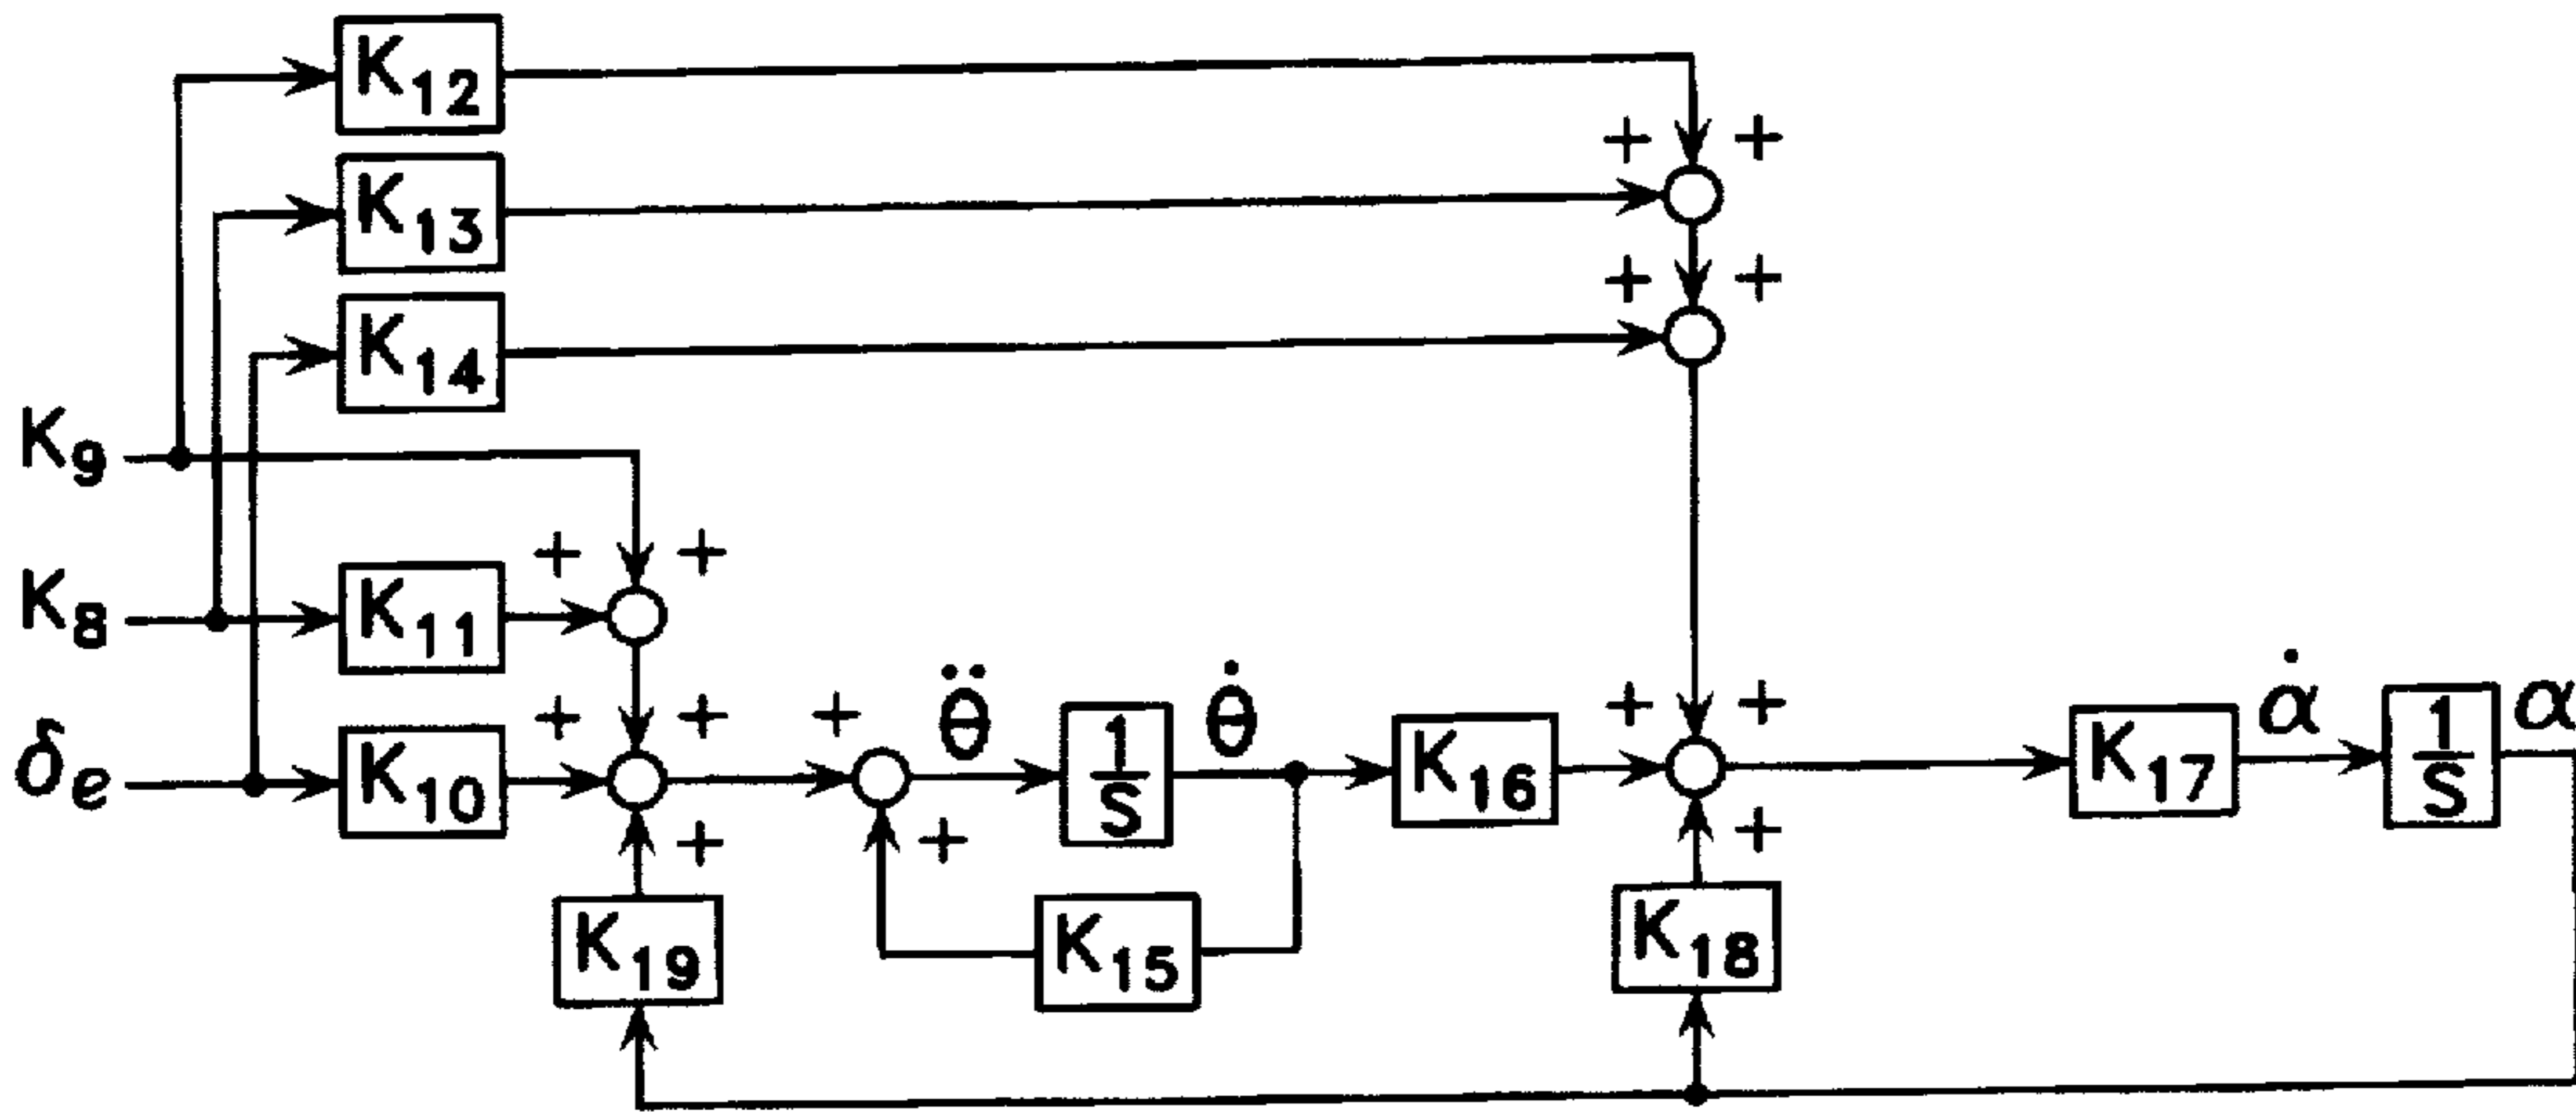 K12
+ +
K13
+ +
K14
K9
+ +
K8 K11
+ + + θ̈ θ̇ + + α̇ α
δe K10 1/S K16 K17 1/S
+ + +
K19 K15 K18